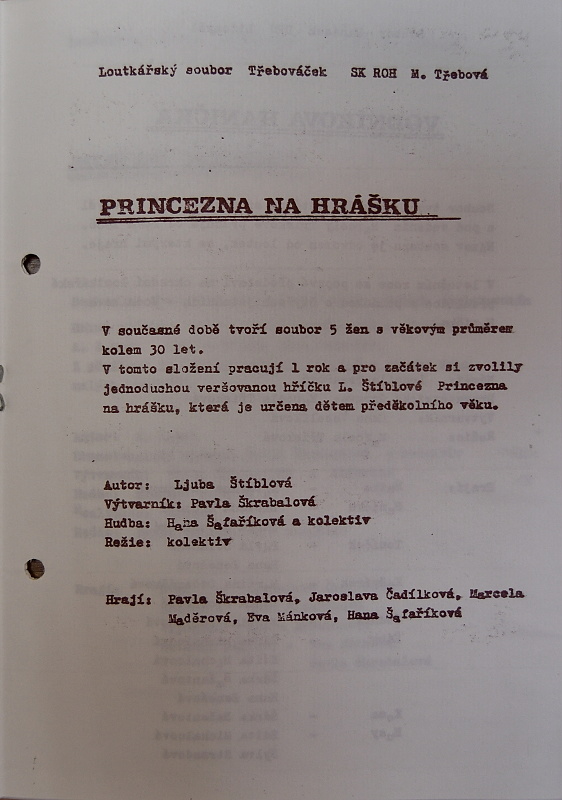 Loutkářský soubor Třebováček SK ROH M. Třebová
PRINCEZNA NA HRÁŠKU
V současné době tvoří soubor 5 žen s věkovým průměrem
kolem 30 let.
V tomto složení pracují 1 rok a pro začátek si zvolily
jednoduchou veršovanou hříčku L. Štíblové Princezna
na hrášku, která je určena dětem předěkolního věku.
Autor: Ljuba Štíblová
Výtvarník: Pavla Škrabalová
Hudba: Hana Šafaříková a kolektiv
Režie: kolektiv
Hrají: Pavla Škrabalová, Jaroslava Čadílková, Marcela
Maděrová, Eva Mánková, Hana Šafaříková